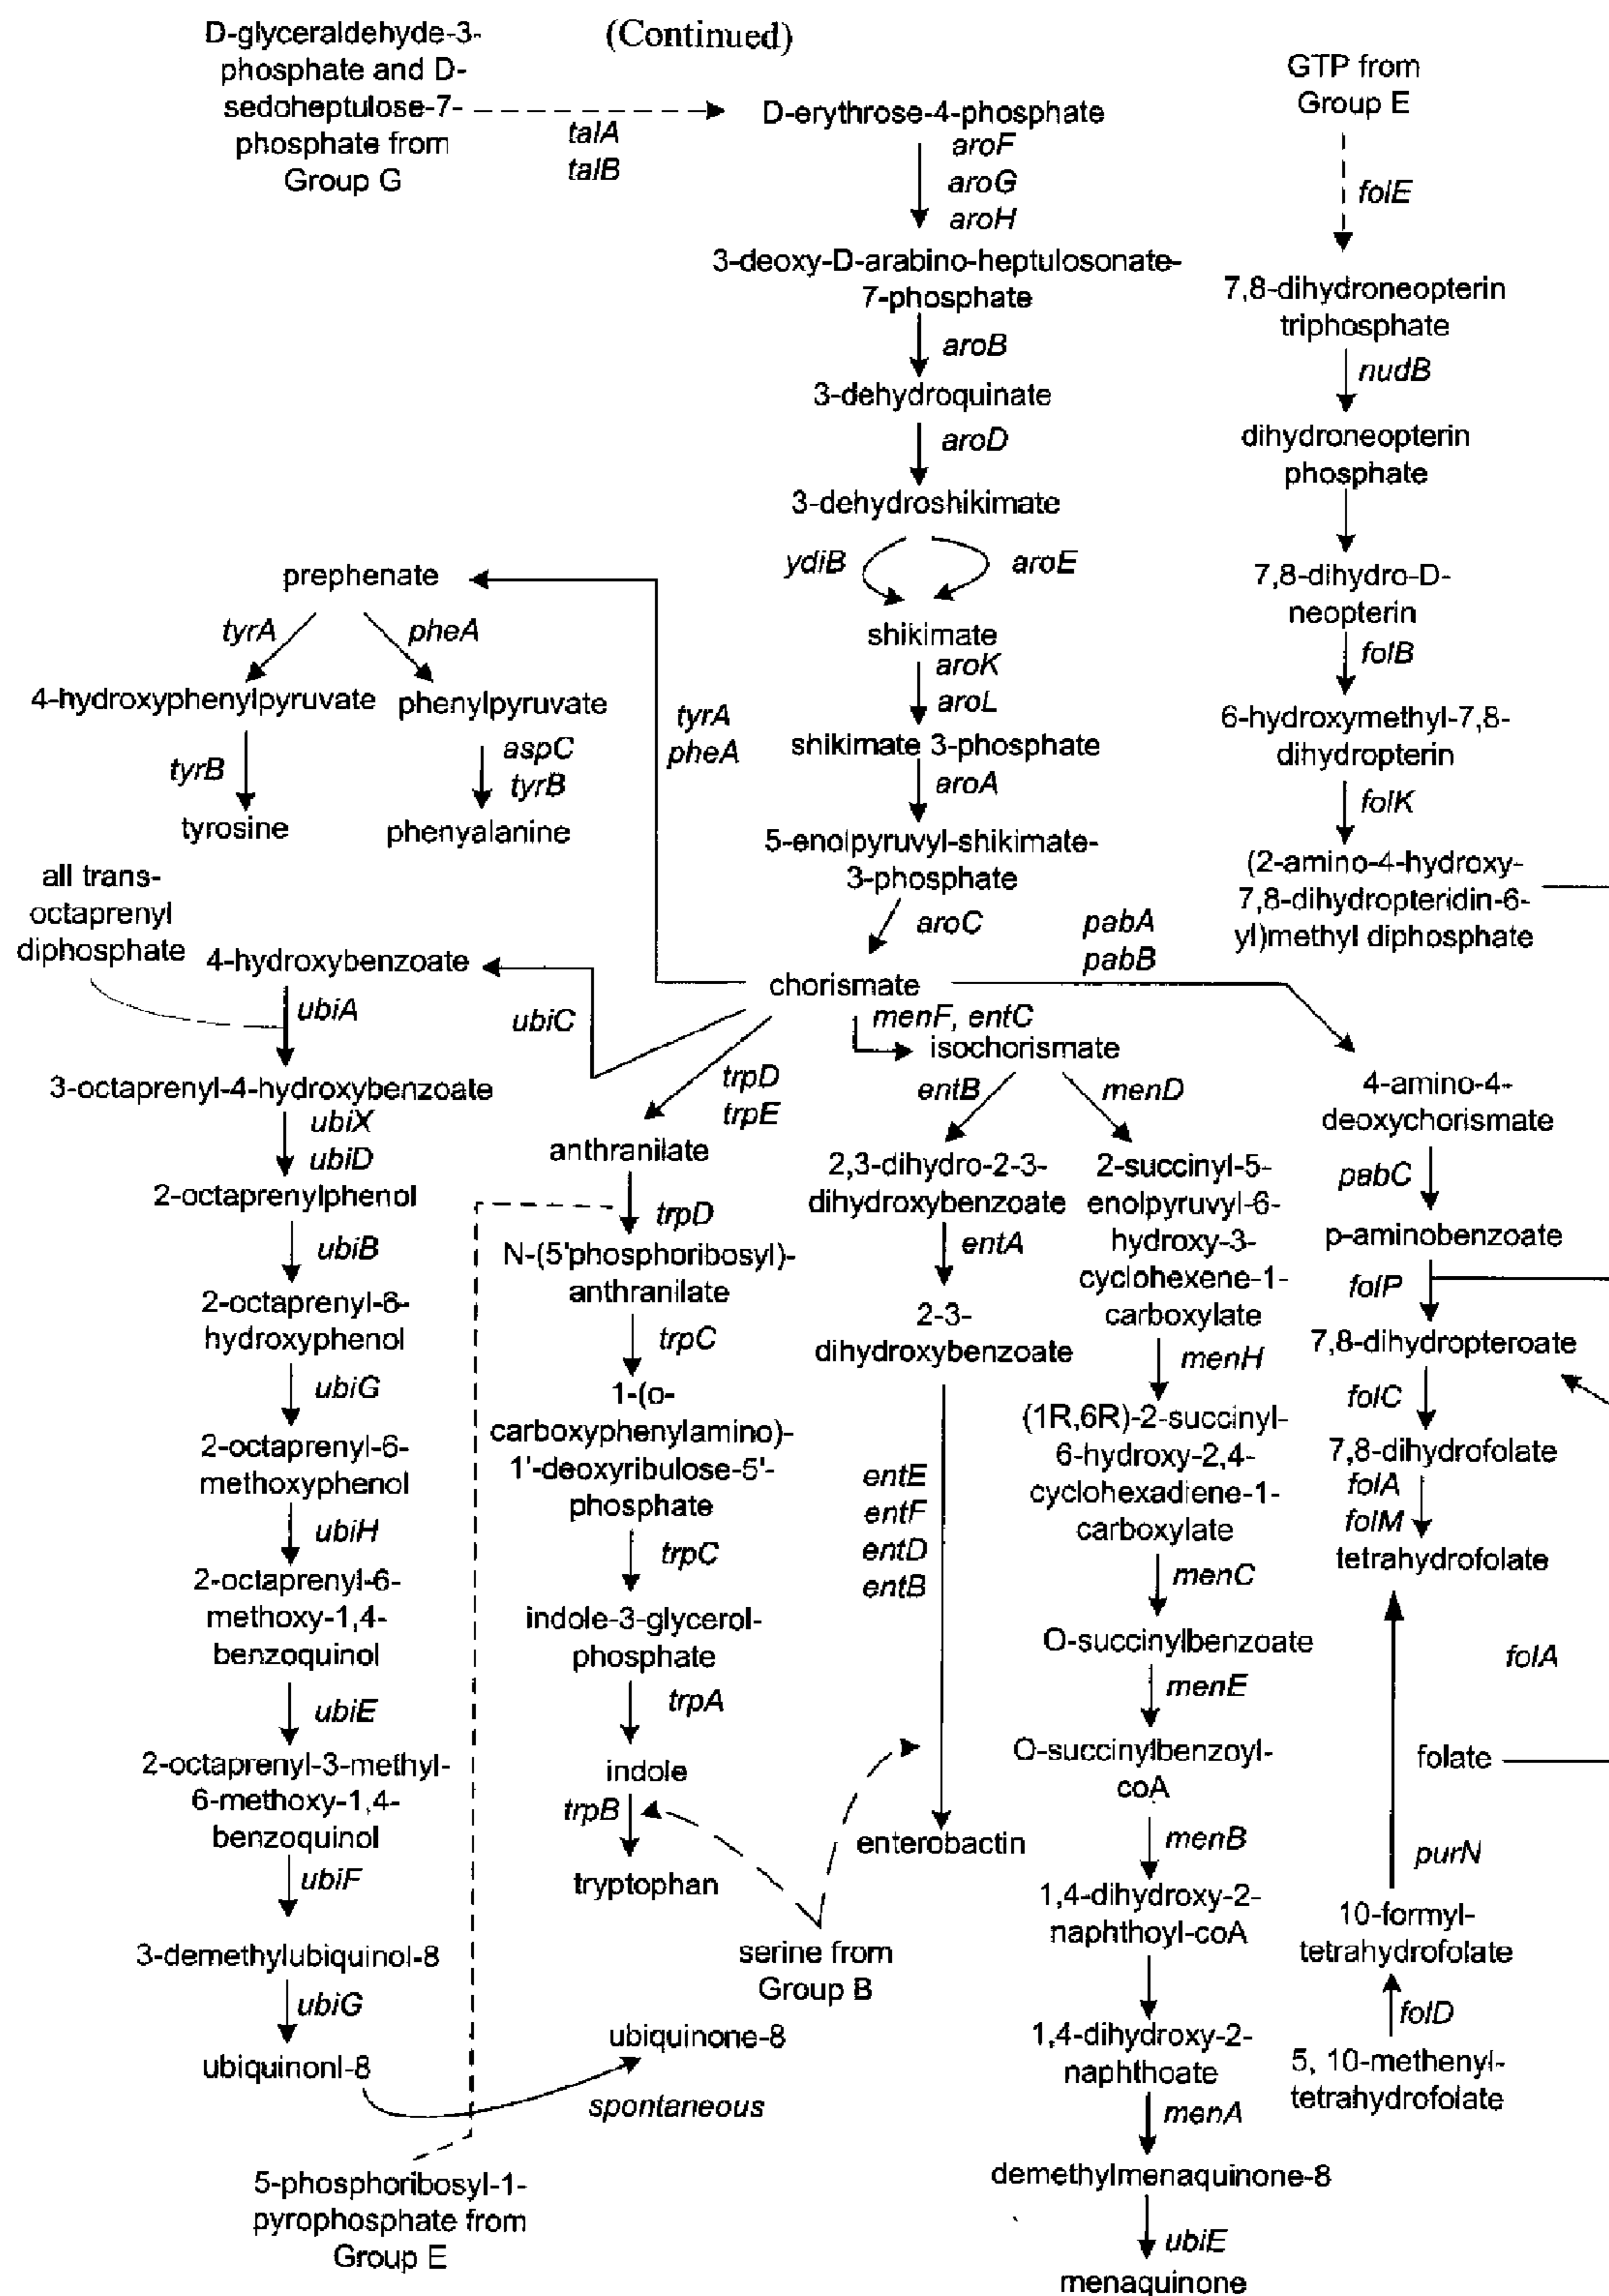 (Continued)
D-glyceraldehyde-3-
phosphate and D-
sedoheptulose-7-
phosphate from
Group G
talA
talB
D-erythrose-4-phosphate
aroF
aroG
aroH
3-deoxy-D-arabino-heptulosonate-
7-phosphate
aroB
3-dehydroquinate
aroD
3-dehydroshikimate
ydiB
aroE
shikimate
aroK
aroL
shikimate 3-phosphate
aroA
5-enolpyruvyl-shikimate-
3-phosphate
aroC
chorismate
GTP from
Group E
folE
7,8-dihydroneopterin
triphosphate
nudB
dihydroneopterin
phosphate
7,8-dihydro-D-
neopterin
folB
6-hydroxymethyl-7,8-
dihydropterin
folK
(2-amino-4-hydroxy-
7,8-dihydropteridin-6-
yl)methyl diphosphate
tyrA
pheA
prephenate
tyrA
pheA
4-hydroxyphenylpyruvate
phenylpyruvate
tyrB
aspC
tyrB
tyrosine
phenyalanine
all trans-
octaprenyl
diphosphate
4-hydroxybenzoate
ubiC
ubiA
3-octaprenyl-4-hydroxybenzoate
ubiX
ubiD
2-octaprenylphenol
ubiB
2-octaprenyl-6-
hydroxyphenol
ubiG
2-octaprenyl-6-
methoxyphenol
ubiH
2-octaprenyl-6-
methoxy-1,4-
benzoquinol
ubiE
2-octaprenyl-3-methyl-
6-methoxy-1,4-
benzoquinol
ubiF
3-demethylubiquinol-8
ubiG
ubiquinonl-8
ubiquinone-8
spontaneous
5-phosphoribosyl-1-
pyrophosphate from
Group E
trpD
trpE
anthranilate
trpD
N-(5'phosphoribosyl)-
anthranilate
trpC
1-(o-
carboxyphenylamino)-
1'-deoxyribulose-5'-
phosphate
trpC
indole-3-glycerol-
phosphate
trpA
indole
trpB
tryptophan
serine from
Group B
menF, entC
isochorismate
entB
menD
2,3-dihydro-2-3-
dihydroxybenzoate
entA
2-3-
dihydroxybenzoate
entE
entF
entD
entB
enterobactin
2-succinyl-5-
enolpyruvyl-6-
hydroxy-3-
cyclohexene-1-
carboxylate
menH
(1R,6R)-2-succinyl-
6-hydroxy-2,4-
cyclohexadiene-1-
carboxylate
menC
O-succinylbenzoate
menE
O-succinylbenzoyl-
coA
menB
1,4-dihydroxy-2-
naphthoyl-coA
1,4-dihydroxy-2-
naphthoate
menA
demethylmenaquinone-8
ubiE
menaquinone
pabA
pabB
4-amino-4-
deoxychorismate
pabC
p-aminobenzoate
folP
7,8-dihydropteroate
folC
7,8-dihydrofolate
folA
folM
tetrahydrofolate
folA
folate
purN
10-formyl-
tetrahydrofolate
folD
5, 10-methenyl-
tetrahydrofolate